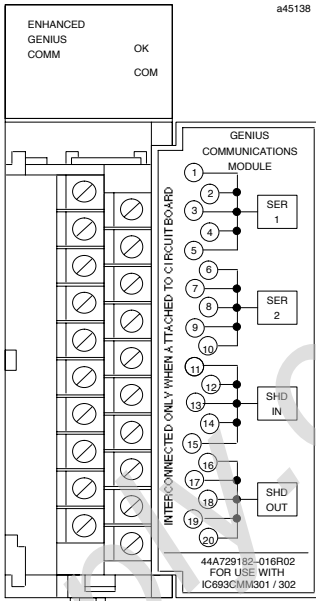 a45138
ENHANCED
GENIUS
COMM
OK
COM
GENIUS
COMMUNICATIONS
MODULE
INTERCONNECTED ONLY WHEN ATTACHED TO CIRCUIT BOARD
1
2
3
4
5
SER
1
6
7
8
9
10
SER
2
11
12
13
14
15
SHD
IN
16
17
18
19
20
SHD
OUT
44A729182–016R02
FOR USE WITH
IC693CMM301 / 302